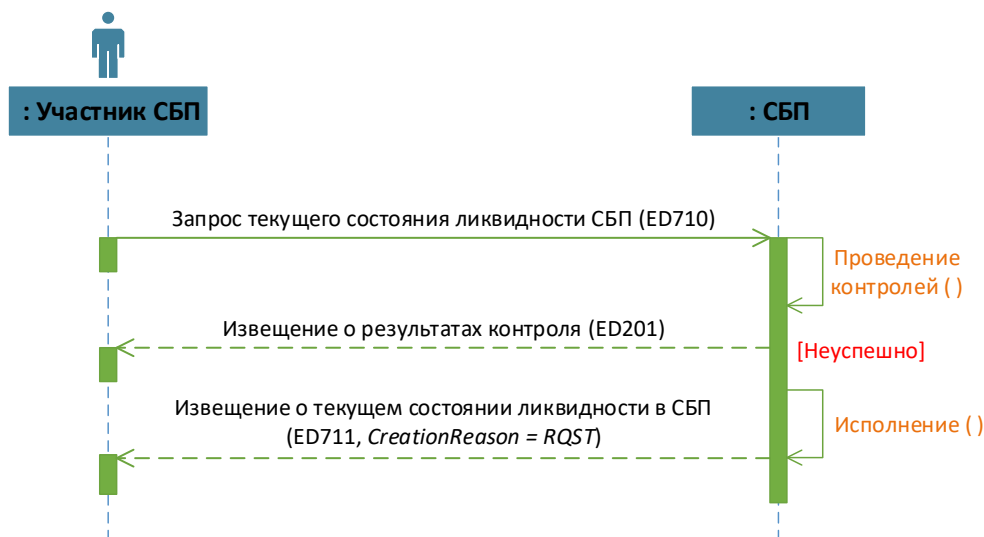 : Участник СБП
: СБП
Запрос текущего состояния ликвидности СБП (ED710)
Проведение
контролей ( )
Извещение о результатах контроля (ED201)
[Неуспешно]
Извещение о текущем состоянии ликвидности в СБП
(ED711, CreationReason = RQST)
Исполнение ( )